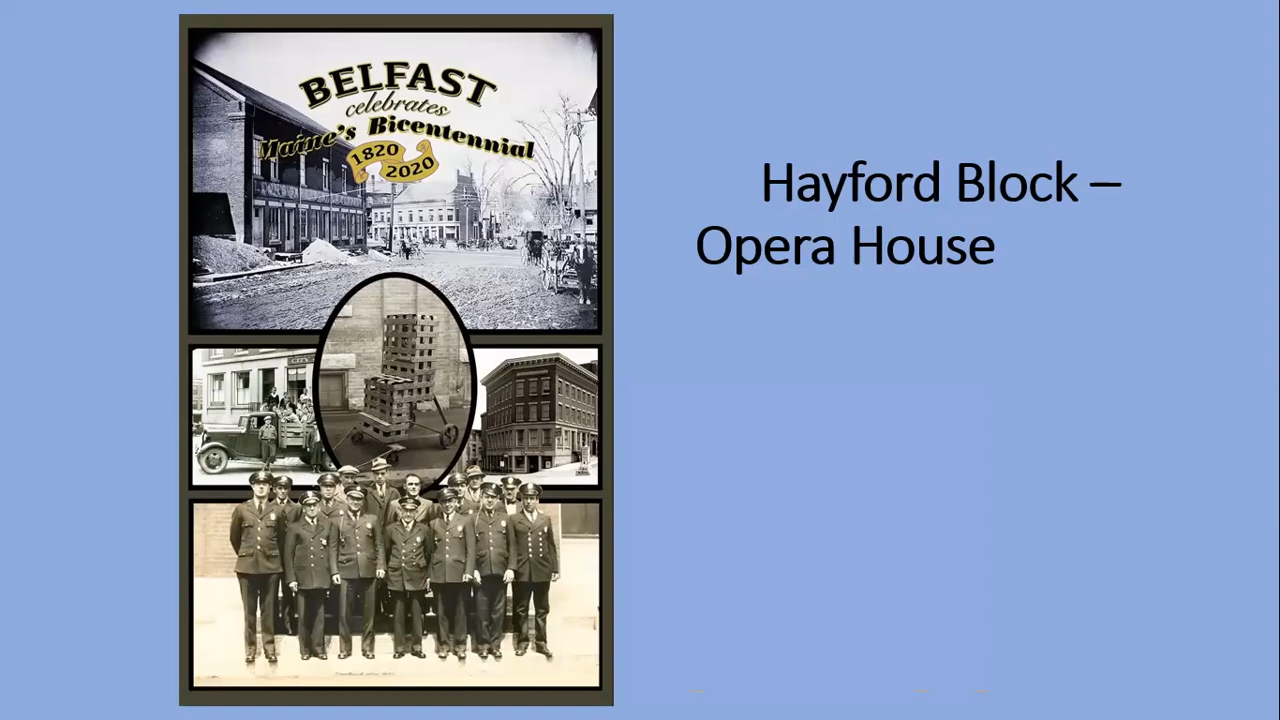 BELFAST
celebrates
Maine's Bicentennial
1820
2020
Hayford Block –
Opera House